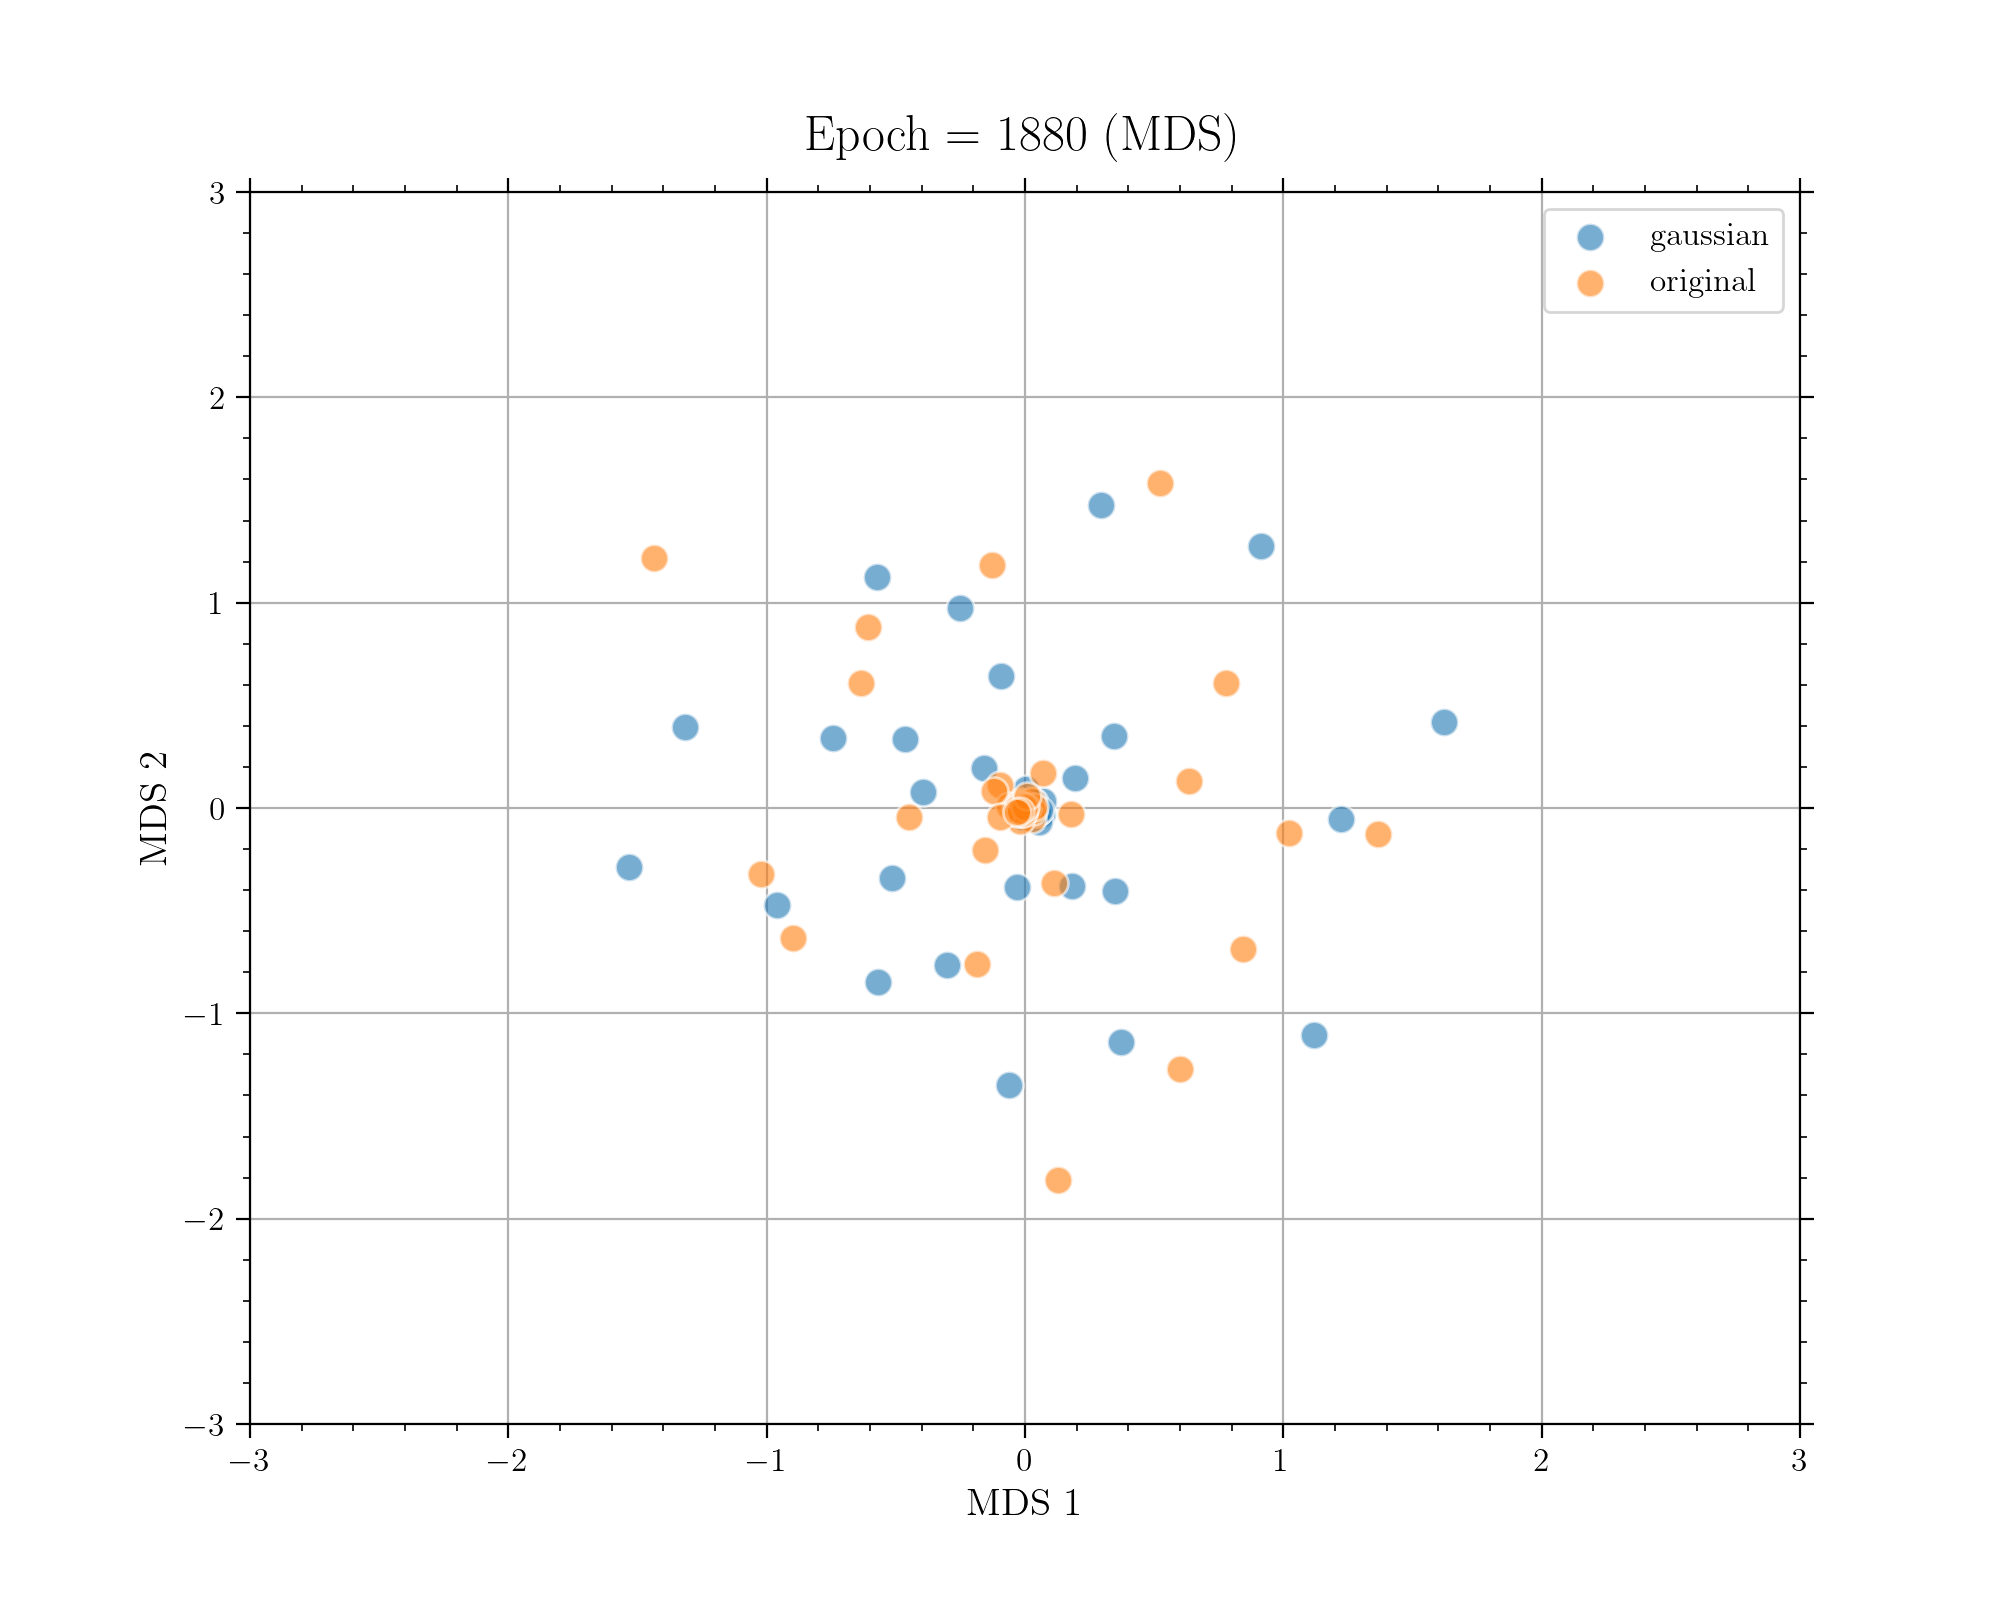 Epoch = 1880 (MDS)
gaussian
original
3
2
1
0
−1
−2
−3
MDS 2
−3 −2 −1 0 1 2 3
MDS 1